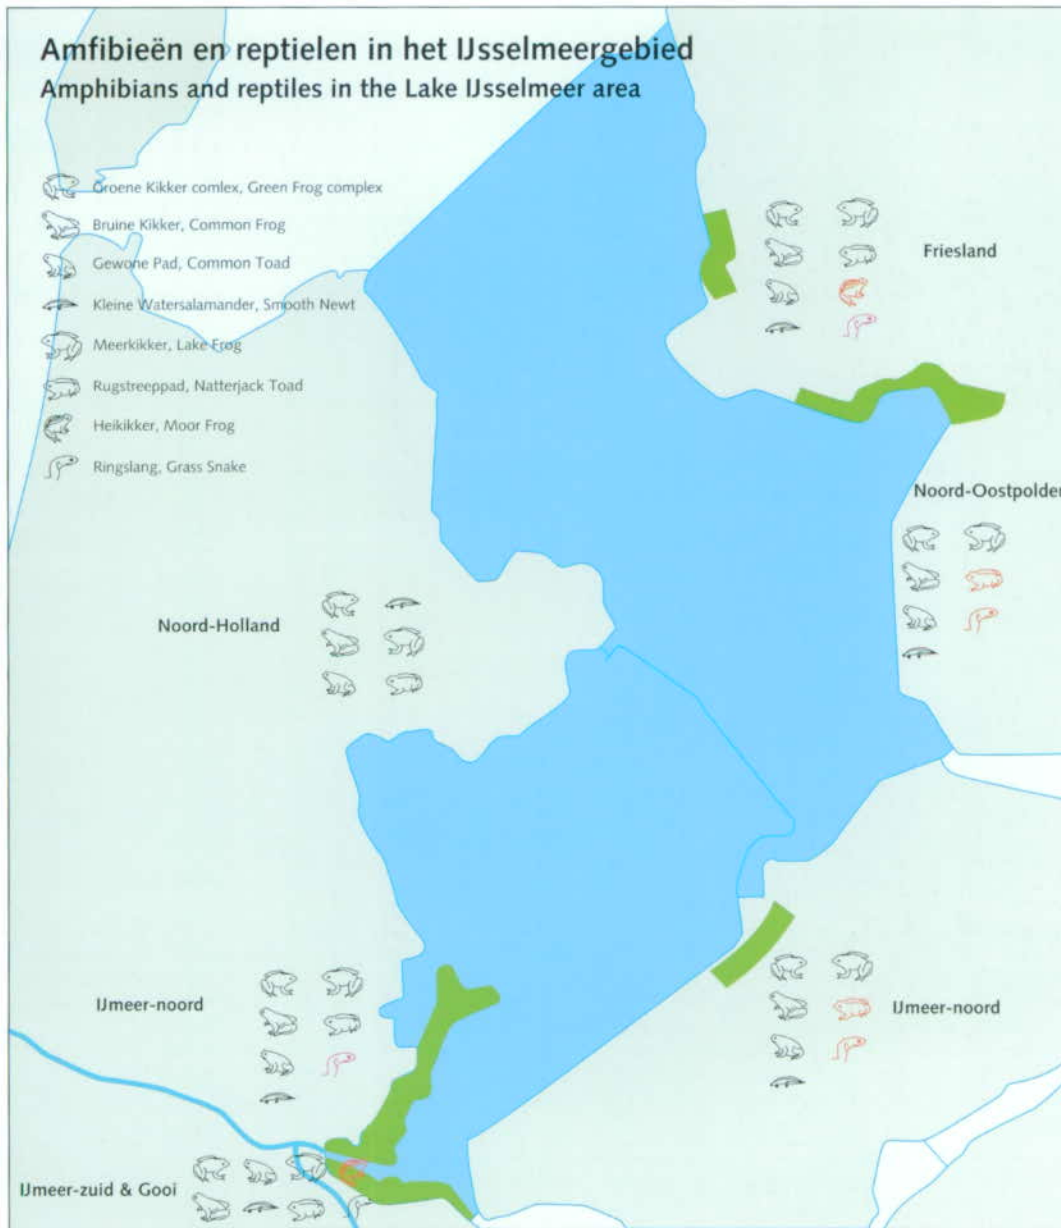 Amfibieën en reptielen in het IJsselmeergebied
Amphibians and reptiles in the Lake IJsselmeer area
Groene Kikker comlex, Green Frog complex
Bruine Kikker, Common Frog
Gewone Pad, Common Toad
Kleine Watersalamander, Smooth Newt
Meerkikker, Lake Frog
Rugstreeppad, Natterjack Toad
Heikikker, Moor Frog
Ringslang, Grass Snake
Friesland
Noord-Oostpolder
Noord-Holland
IJmeer-noord
IJmeer-noord
IJmeer-zuid & Gooi